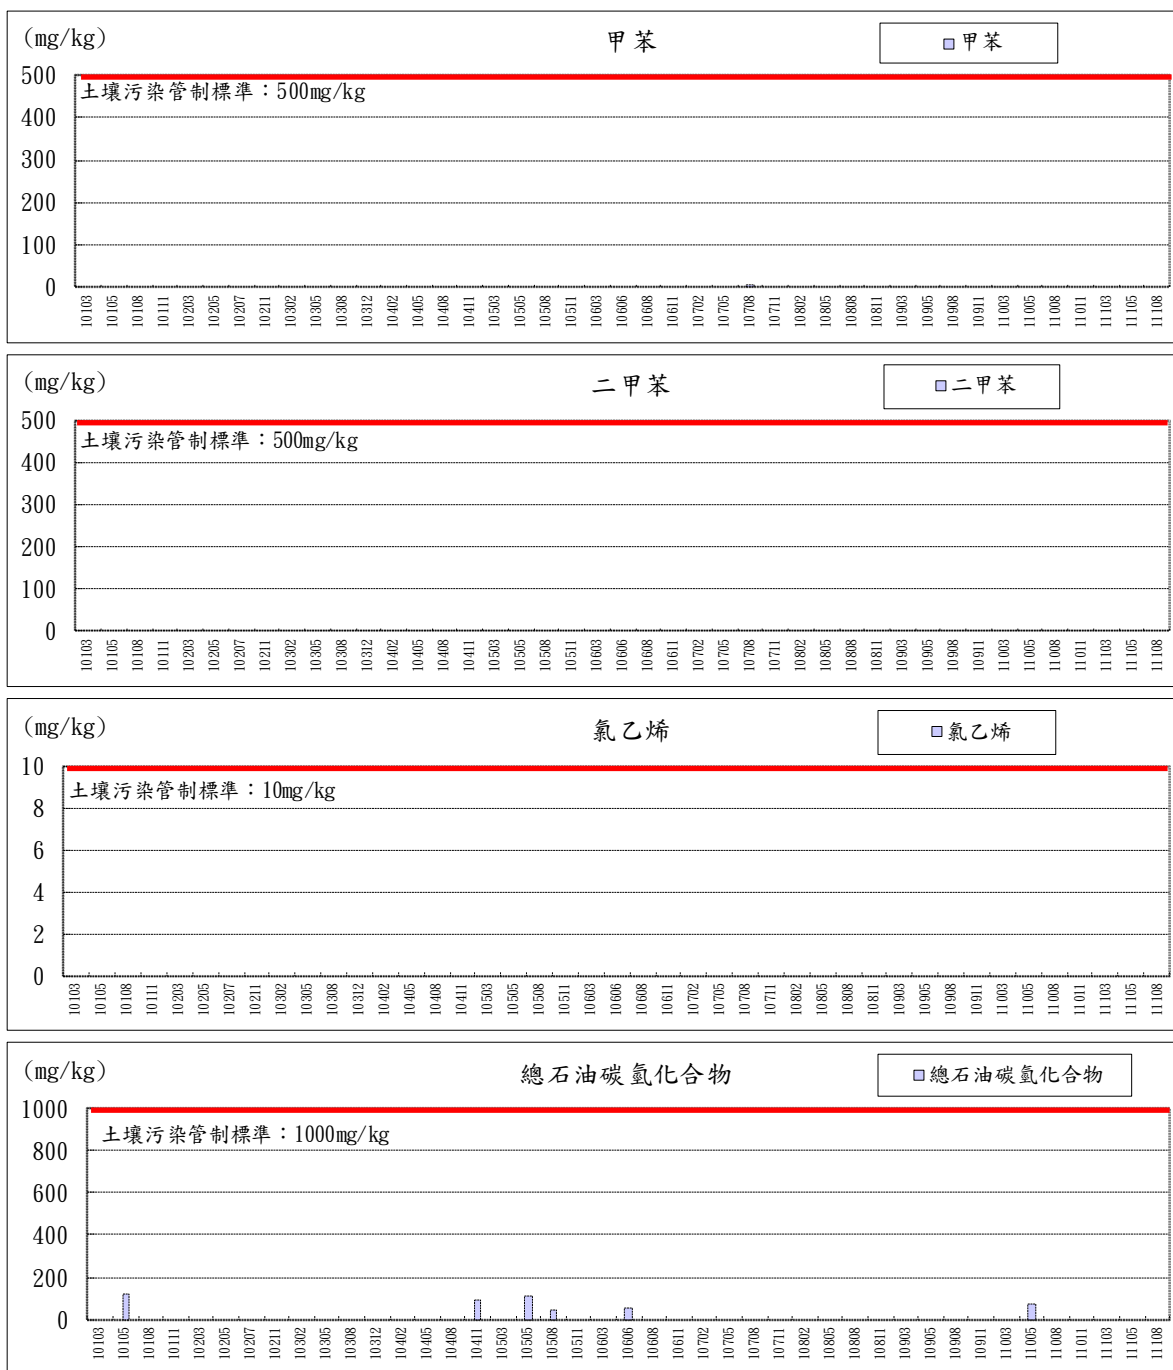 (mg/kg)
甲苯
甲苯
土壤污染管制標準：500mg/kg
500
400
300
200
100
0
10103 10105 10108 10111 10203 10205 10207 10211 10302 10305 10308 10312 10402 10405 10408 10411 10503 10505 10508 10511 10603 10606 10608 10611 10702 10705 10708 10711 10802 10805 10808 10811 10903 10905 10908 10911 11003 11005 11008 11011 11103 11105 11108
(mg/kg)
二甲苯
二甲苯
土壤污染管制標準：500mg/kg
500
400
300
200
100
0
10103 10105 10108 10111 10203 10205 10207 10211 10302 10305 10308 10312 10402 10405 10408 10411 10503 10505 10508 10511 10603 10606 10608 10611 10702 10705 10708 10711 10802 10805 10808 10811 10903 10905 10908 10911 11003 11005 11008 11011 11103 11105 11108
(mg/kg)
氯乙烯
氯乙烯
土壤污染管制標準：10mg/kg
10
8
6
4
2
0
10103 10105 10108 10111 10203 10205 10207 10211 10302 10305 10308 10312 10402 10405 10408 10411 10503 10505 10508 10511 10603 10606 10608 10611 10702 10705 10708 10711 10802 10805 10808 10811 10903 10905 10908 10911 11003 11005 11008 11011 11103 11105 11108
(mg/kg)
總石油碳氫化合物
總石油碳氫化合物
土壤污染管制標準：1000mg/kg
1000
800
600
400
200
0
10103 10105 10108 10111 10203 10205 10207 10211 10302 10305 10308 10312 10402 10405 10408 10411 10503 10505 10508 10511 10603 10606 10608 10611 10702 10705 10708 10711 10802 10805 10808 10811 10903 10905 10908 10911 11003 11005 11008 11011 11103 11105 11108